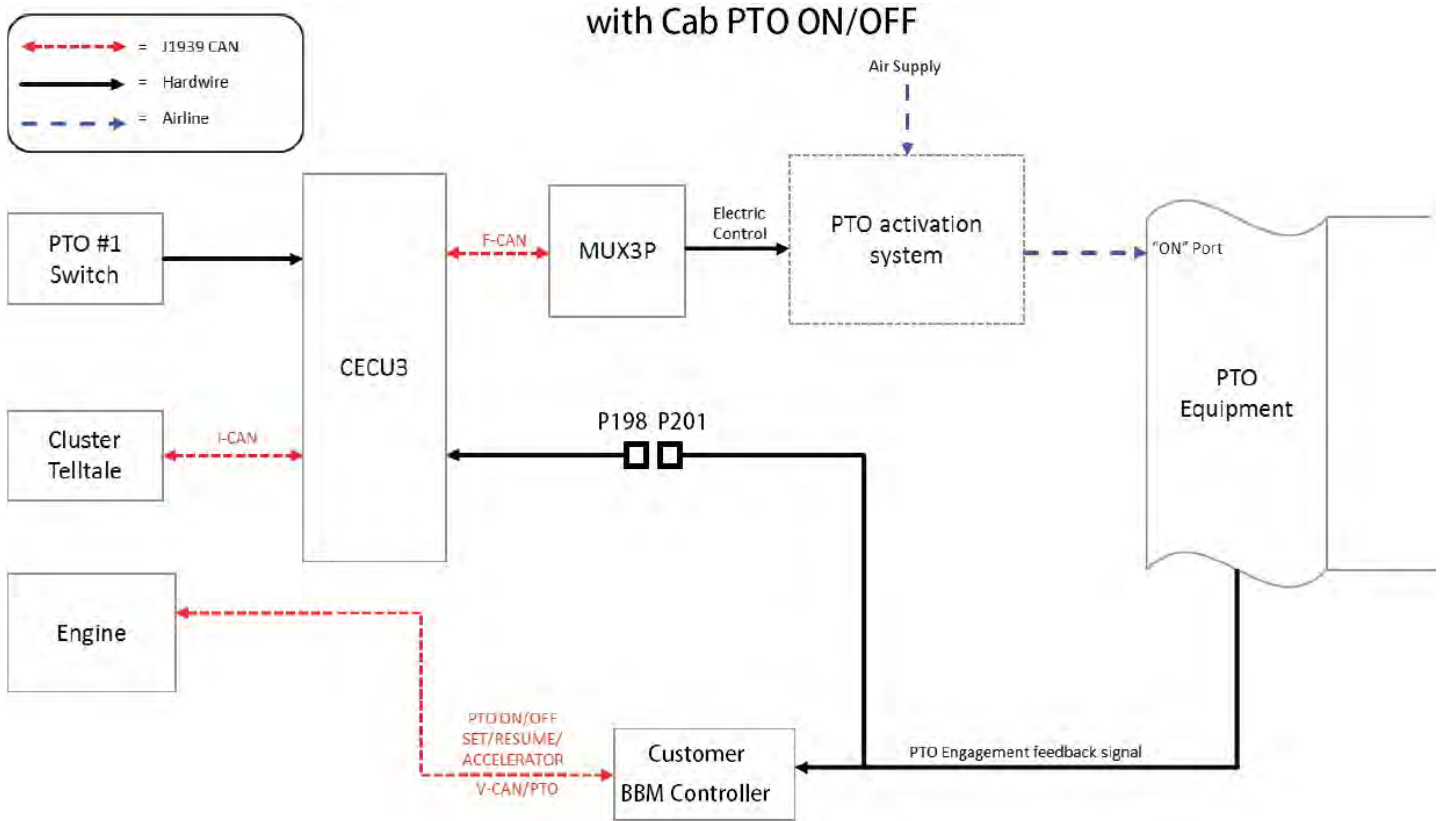 with Cab PTO ON/OFF
= J1939 CAN
= Hardwire
= Airline
Air Supply
PTO #1
Switch
F-CAN
MUX3P
Electric
Control
PTO activation
system
"ON" Port
CECU3
PTO
Equipment
Cluster
Telltale
I-CAN
P198 P201
Engine
PTO ON/OFF
SET/RESUME/
ACCELERATOR
V-CAN/PTO
Customer
BBM Controller
PTO Engagement feedback signal